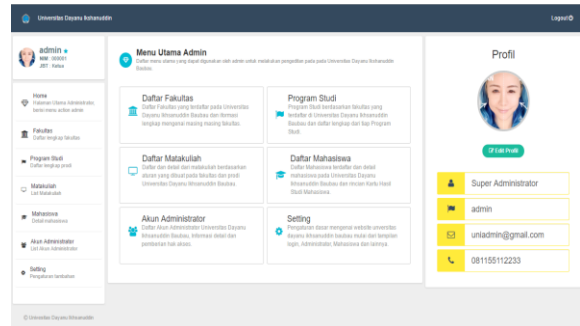 Universitas Dayanu Ikshanuddin
Logout
admin
NIM : 000001
JBT : Ketua
Home
Halaman Utama Administrator,
berisi menu action admin
Fakultas
Daftar lengkap fakultas
Program Studi
Daftar lengkap prodi
Matakuliah
List Matakuliah
Mahasiswa
Detail mahasiswa
Akun Administrator
List Akun Administrator
Setting
Pengaturan tambahan
Menu Utama Admin
Daftar menu utama yang dapat digunakan oleh admin untuk melakukan pada pada Universitas Dayanu Ikhsanuddin
Baubau.
Daftar Fakultas
Daftar Fakultas yang terdaftar pada Universitas
Dayanu Ikhsanuddin Baubau dan
lengkap mengenai masing masing fakultas.
Program Studi
Program Studi berdasarkan fakultas yang
terdaftar di Universitas Dayanu Ikhsanuddin
Baubau dan daftar lengkap dari tiap Program
Studi.
Daftar Matakuliah
Daftar dan detail dari matakuliah berdasarkan
aturan yang dibuat pada fakultas dan prodi
Universitas Dayanu Ikhsanuddin Baubau.
Daftar Mahasiswa
Daftar Mahasiswa terdaftar dan detail
mahasiswa pada Universitas Dayanu
Ikhsanuddin Baubau dan rincian Kartu Hasil
Studi Mahasiswa.
Akun Administrator
Daftar Akun Administrator Universitas Dayanu
Ikhsanuddin Baubau, informasi detail dan
pemberian hak akses.
Setting
Pengaturan dasar mengenai website
dayanu ikhsanuddin baubau mulai dari tampilan
login, Administrator, Mahasiswa dan lainnya.
Profil
Edit Profil
Super Administrator
admin
uniadmin@gmail.com
081155112233
© Universitas Dayanu Ikhsanuddin